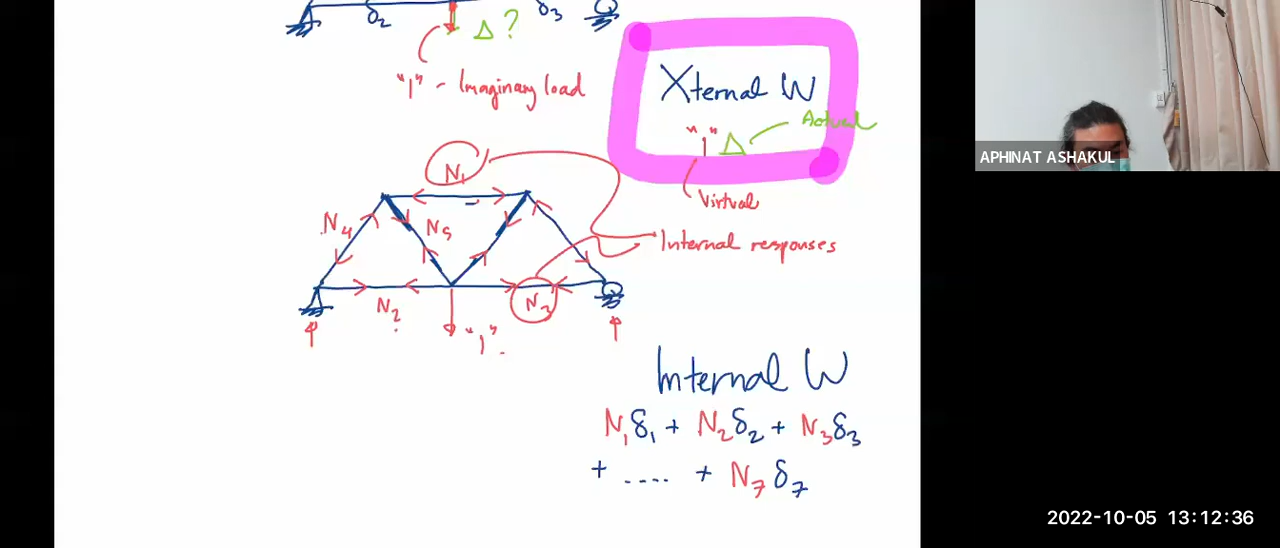 δ2
Δ?
δ3
"1" - Imaginary load
Xternal W
"1" Δ
Actual
Virtual
APHINAT ASHAKUL
N1
N4
N5
Internal responses
N2
N3
"1"
Internal W
N1δ1 + N2δ2 + N3δ3
+ .... + N7δ7
2022-10-05 13:12:36